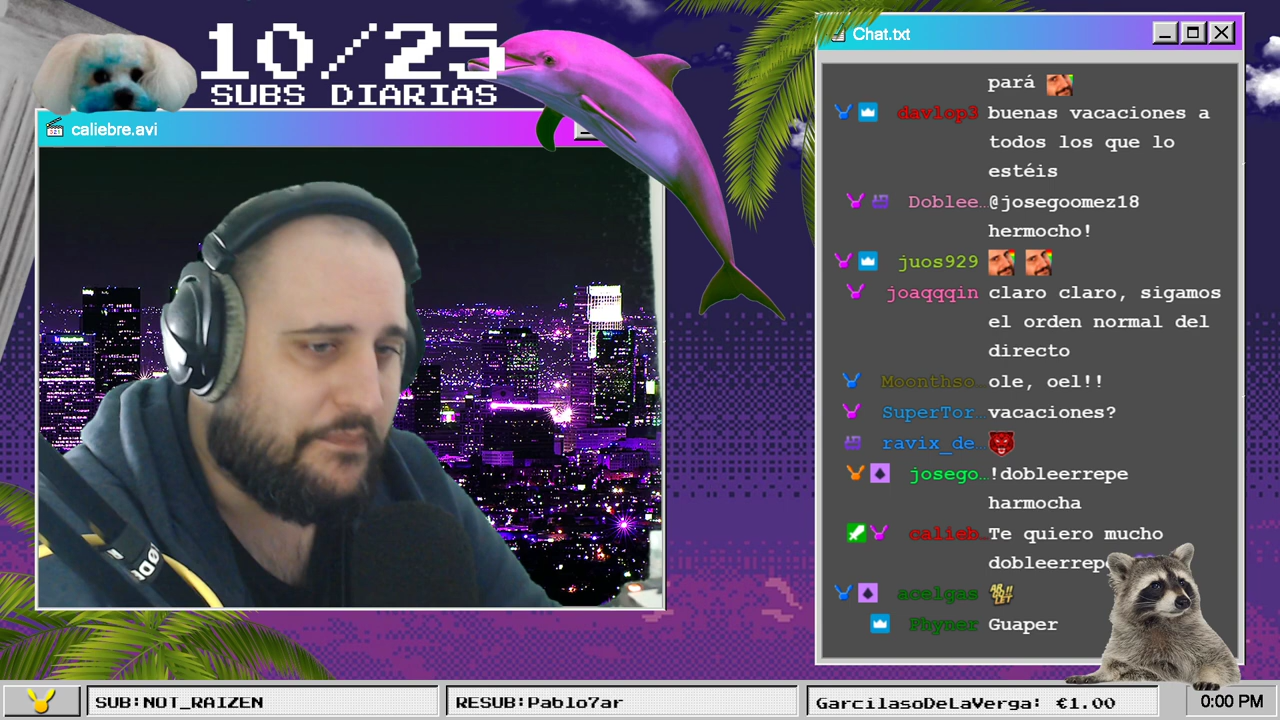 10/25
SUBS DIARIAS
caliebre.avi
Chat.txt
pará
davlop3 buenas vacaciones a
todos los que lo
estéis
Doblee… @josegoomez18
hermocho!
juos929
joaqqqin claro claro, sigamos
el orden normal del
directo
Moonthso… ole, oel!!
SuperTor… vacaciones?
ravix_de…
josego… !dobleerrepe
harmocha
calieb… Te quiero mucho
dobleerrepe
acelgas
Phyner Guaper
SUB:NOT_RAIZEN
RESUB:Pablo7ar
GarcilasoDeLaVerga: €1.00
0:00 PM